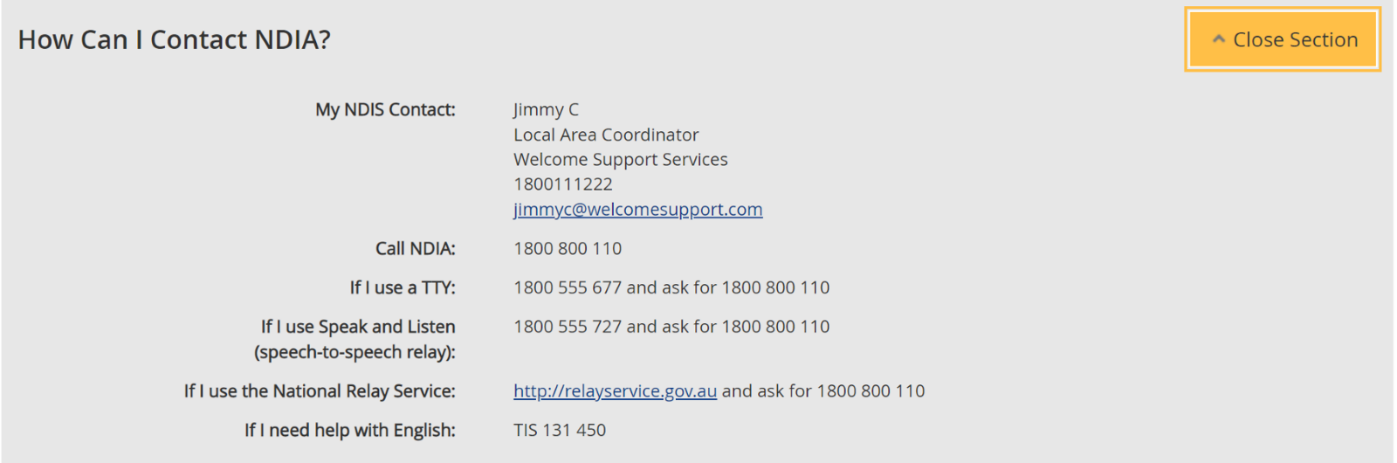 How Can I Contact NDIA?
Close Section
My NDIS Contact: Jimmy C
Local Area Coordinator
Welcome Support Services
1800111222
jimmyc@welcomesupport.com
Call NDIA: 1800 800 110
If I use a TTY: 1800 555 677 and ask for 1800 800 110
If I use Speak and Listen 1800 555 727 and ask for 1800 800 110
(speech-to-speech relay):
If I use the National Relay Service: http://relayservice.gov.au and ask for 1800 800 110
If I need help with English: TIS 131 450